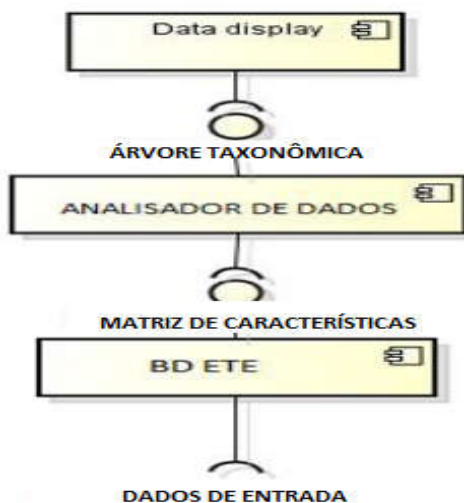 Data display
ÁRVORE TAXONÔMICA
ANALISADOR DE DADOS
MATRIZ DE CARACTERÍSTICAS
BD ETE
DADOS DE ENTRADA